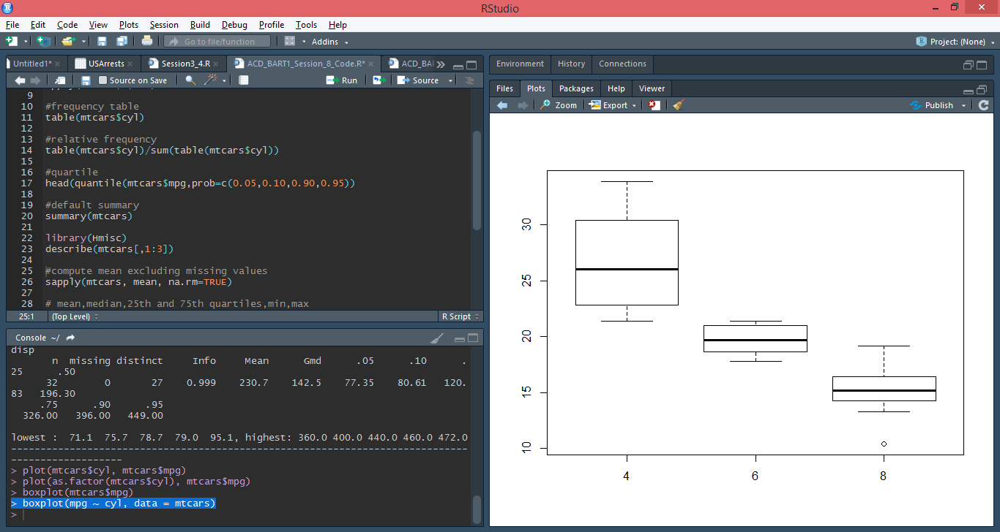 RStudio
File Edit Code View Plots Session Build Debug Profile Tools Help
Go to file/function Addins Project: (None)
Untitled1* USArrests Session3_4.R ACD_BART1_Session_8_Code.R* ACD_BAR
Source on Save Run Source
9
10 #frequency table
11 table(mtcars$cyl)
12
13 #relative frequency
14 table(mtcars$cyl)/sum(table(mtcars$cyl))
15
16 #quartile
17 head(quantile(mtcars$mpg,prob=c(0.05,0.10,0.90,0.95))
18
19 #default summary
20 summary(mtcars)
21
22 library(Hmisc)
23 describe(mtcars[,1:3])
24
25 #compute mean excluding missing values
26 sapply(mtcars, mean, na.rm=TRUE)
27
28 # mean,median,25th and 75th quartiles,min,max
25:1 (Top Level) R Script
Console ~/
disp
n missing distinct Info Mean Gmd .05 .10 .
25 .50
32 0 27 0.999 230.7 142.5 77.35 80.61 120.
83 196.30
.75 .90 .95
326.00 396.00 449.00
lowest : 71.1 75.7 78.7 79.0 95.1, highest: 360.0 400.0 440.0 460.0 472.0
--------------------------------------------------------------------------------
-------------------
> plot(mtcars$cyl, mtcars$mpg)
> plot(as.factor(mtcars$cyl), mtcars$mpg)
> boxplot(mtcars$mpg)
> boxplot(mpg ~ cyl, data = mtcars)
>
Environment History Connections
Files Plots Packages Help Viewer
Zoom Export Publish
30
25
20
15
10
4 6 8